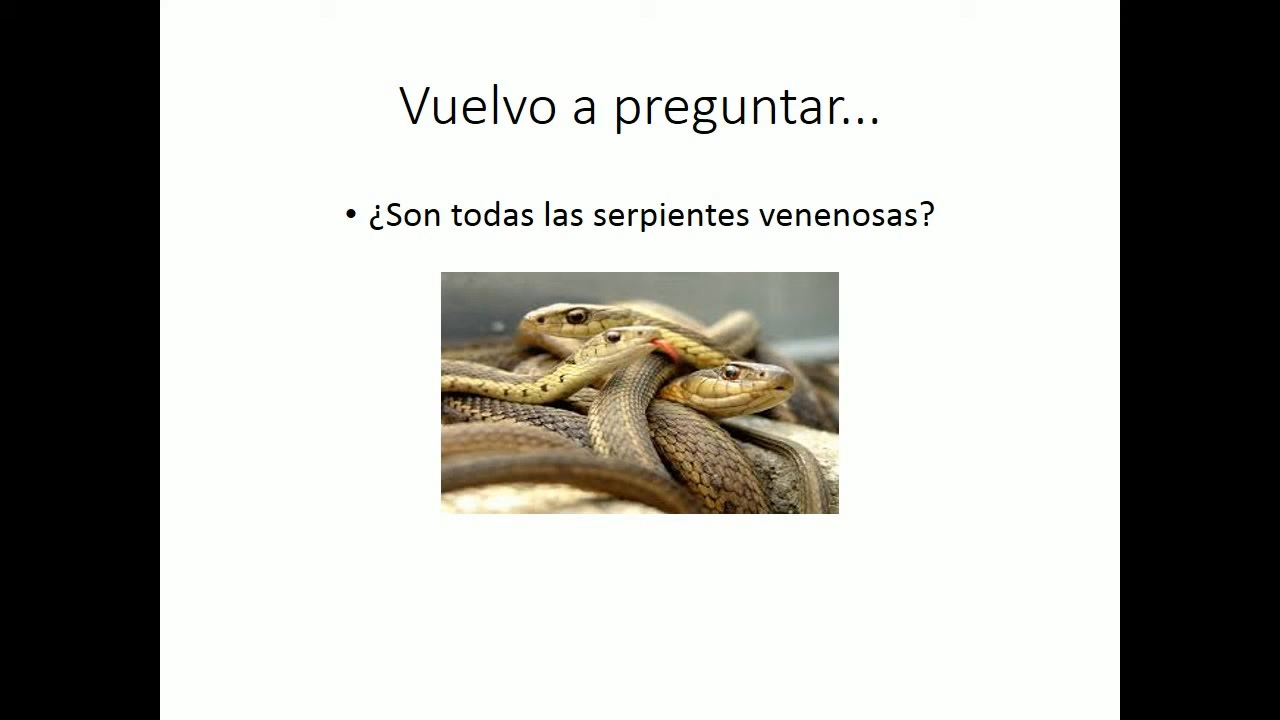 Vuelvo a preguntar...
• ¿Son todas las serpientes venenosas?